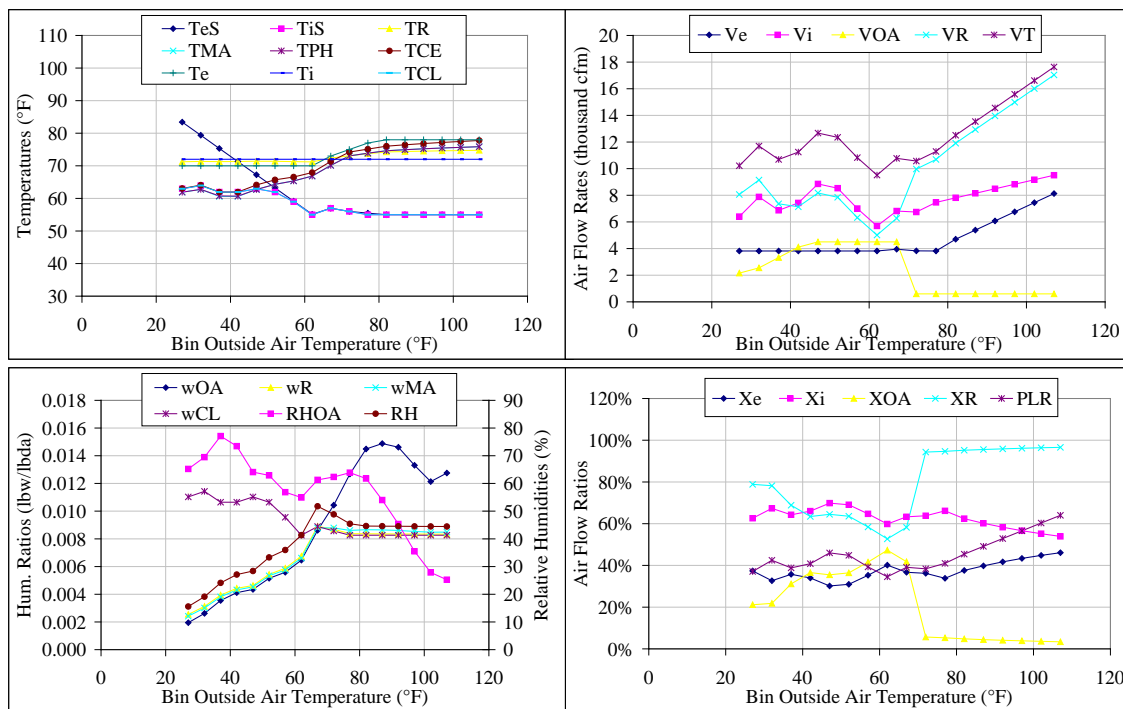 TeS TiS TR
TMA TPH TCE
Te Ti TCL
Temperatures (°F)
110
100
90
80
70
60
50
40
30
0 20 40 60 80 100 120
Bin Outside Air Temperature (°F)
Ve Vi VOA VR VT
Air Flow Rates (thousand cfm)
20
18
16
14
12
10
8
6
4
2
0
0 20 40 60 80 100 120
Bin Outside Air Temperature (°F)
wOA wR wMA
wCL RHOA RH
Hum. Ratios (lbw/lbda)
0.018
0.016
0.014
0.012
0.010
0.008
0.006
0.004
0.002
0.000
90
80
70
60
50
40
30
20
10
0
Relative Humidities (%)
0 20 40 60 80 100 120
Bin Outside Air Temperature (°F)
Xe Xi XOA XR PLR
Air Flow Ratios
120%
100%
80%
60%
40%
20%
0%
0 20 40 60 80 100 120
Bin Outside Air Temperature (°F)